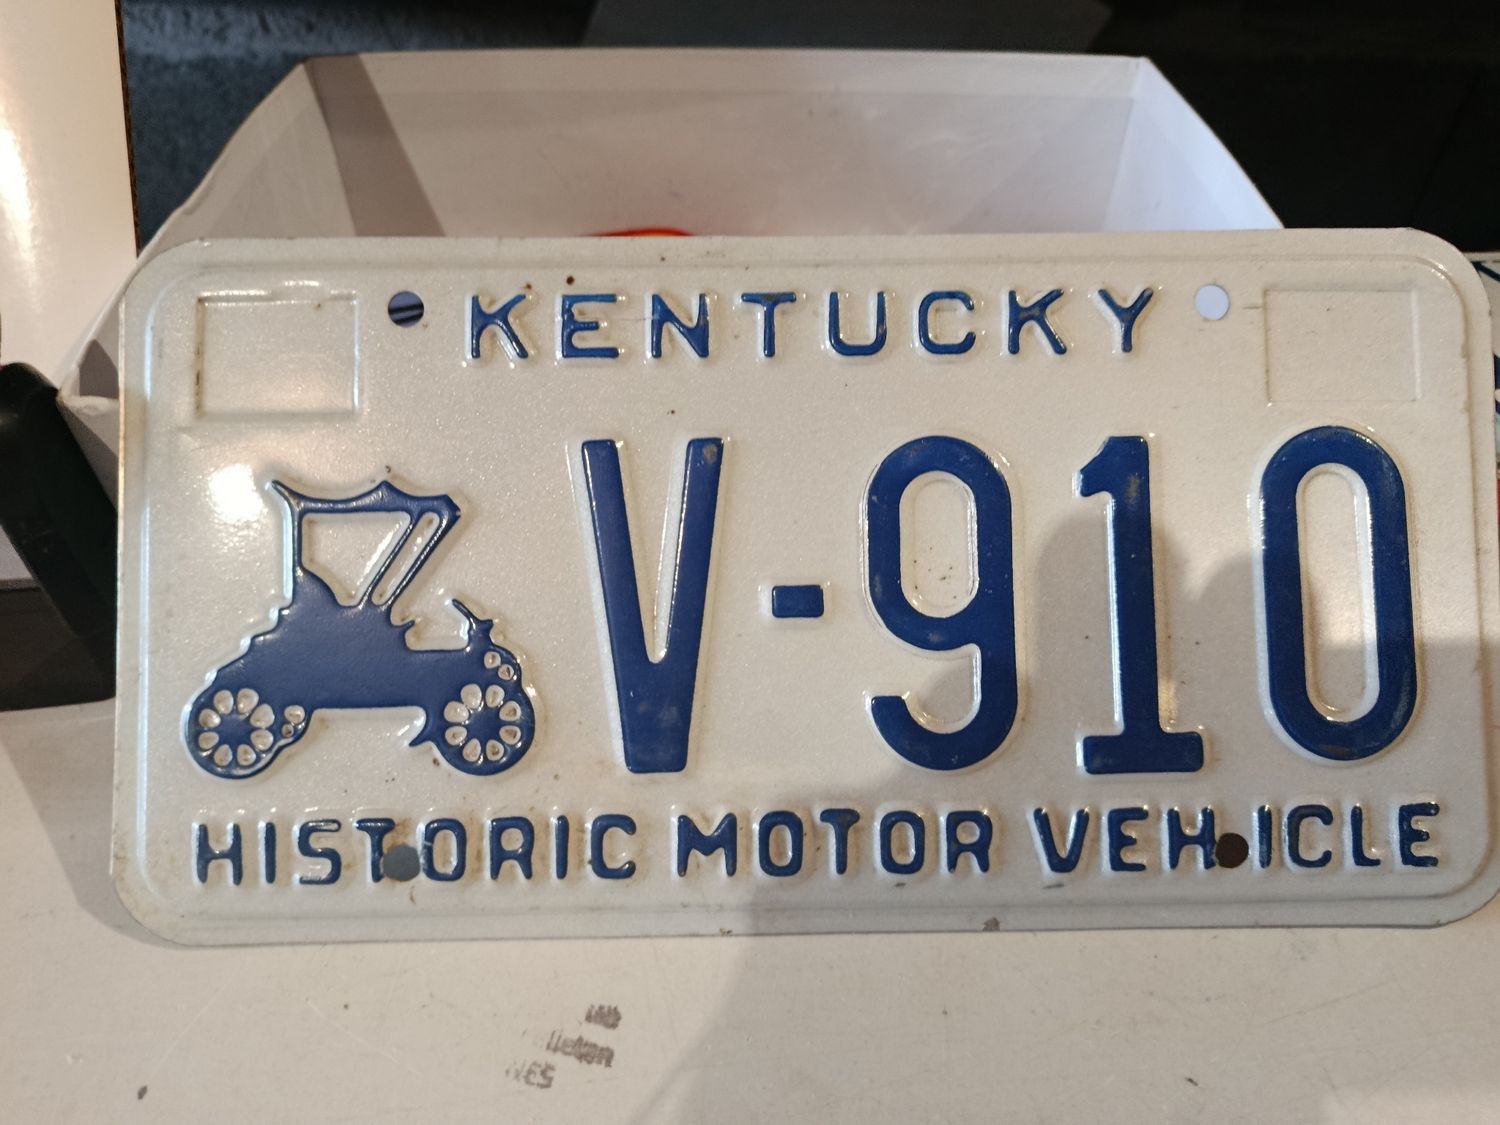 KENTUCKY
V-910
HISTORIC MOTOR VEHICLE